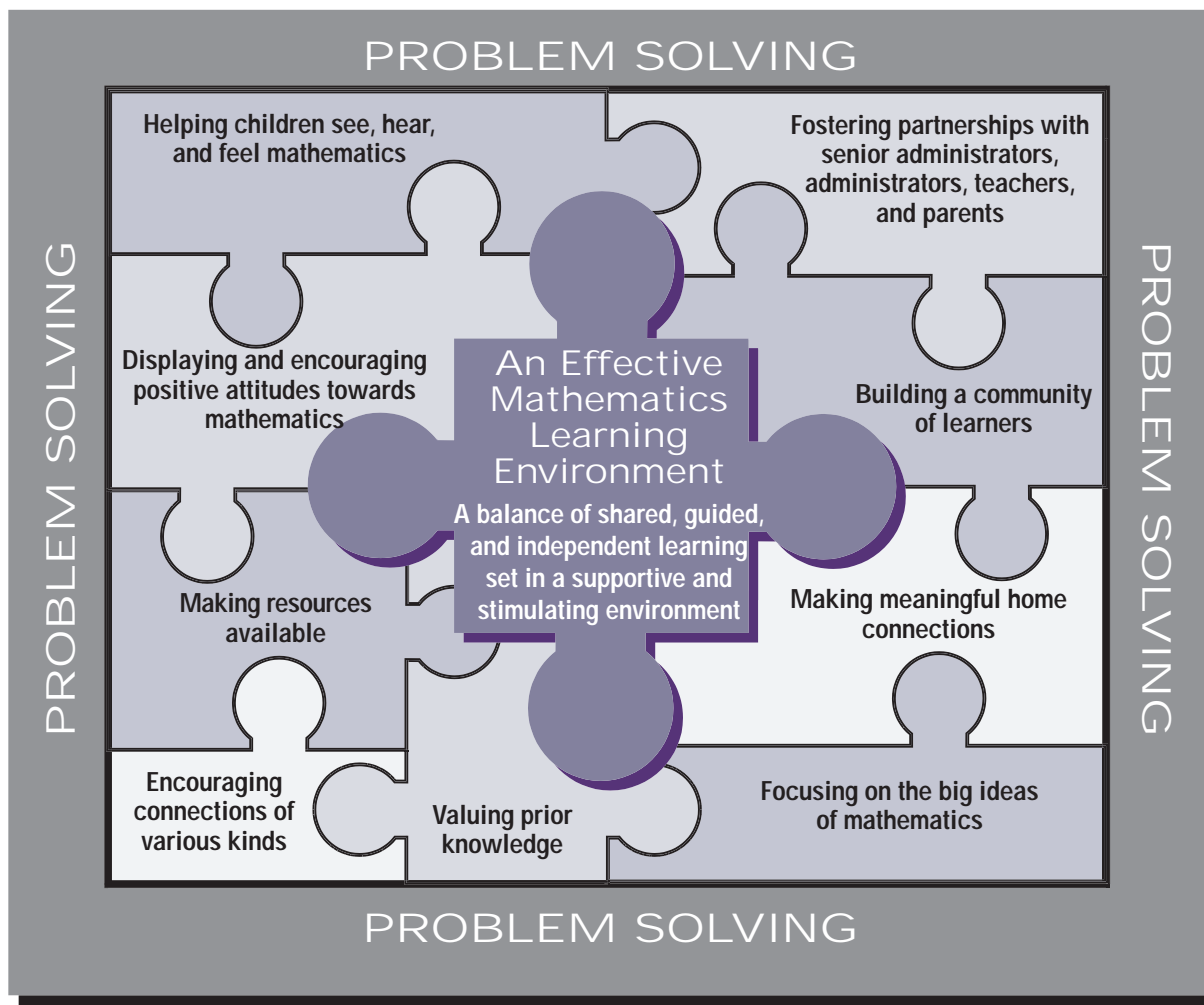 PROBLEM SOLVING
Helping children see, hear,
and feel mathematics
Fostering partnerships with
senior administrators,
administrators, teachers,
and parents
PROBLEM SOLVING
Displaying and encouraging
positive attitudes towards
mathematics
An Effective
Mathematics
Learning
Environment
A balance of shared, guided,
and independent learning
set in a supportive and
stimulating environment
Building a community
of learners
PROBLEM SOLVING
Making resources
available
Making meaningful home
connections
Encouraging
connections of
various kinds
Valuing prior
knowledge
Focusing on the big ideas
of mathematics
PROBLEM SOLVING